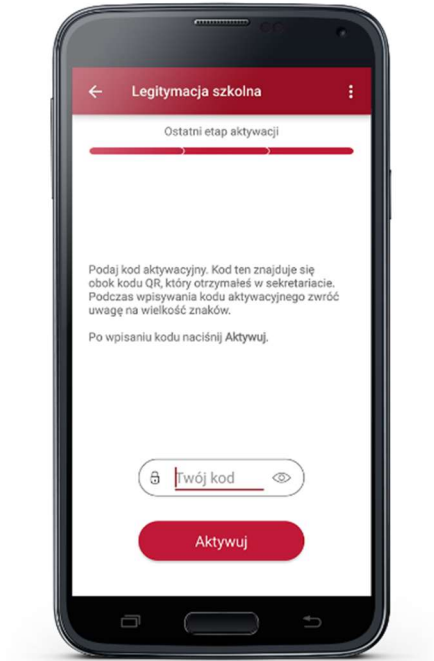 Legitymacja szkolna
Ostatni etap aktywacji
Podaj kod aktywacyjny. Kod ten znajduje się
obok kodu QR, który otrzymałeś w sekretariacie.
Podczas wpisywania kodu aktywacyjnego zwróć
uwagę na wielkość znaków.
Po wpisaniu kodu naciśnij Aktywuj.
Twój kod
Aktywuj